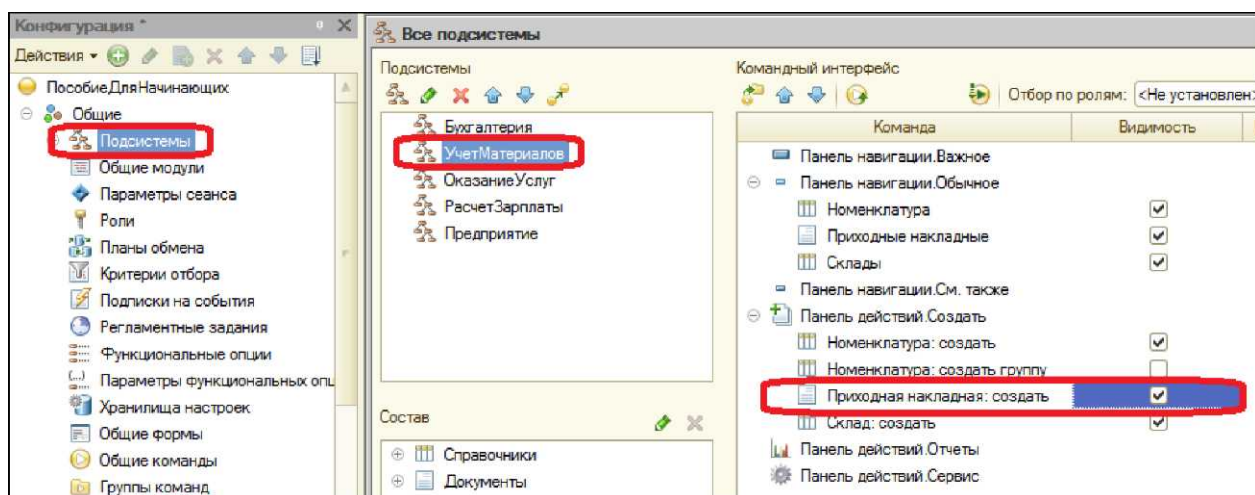 Конфигурация *
Действия
ПособиеДляНачинающих
Общие
Подсистемы
Общие модули
Параметры сеанса
Роли
Планы обмена
Критерии отбора
Подписки на события
Регламентные задания
Функциональные опции
Параметры функциональных опц
Хранилища настроек
Общие формы
Общие команды
Группы команд
Все подсистемы
Подсистемы
Бухгалтерия
УчетМатериалов
ОказаниеУслуг
РасчетЗарплаты
Предприятие
Состав
Справочники
Документы
Командный интерфейс
Отбор по ролям: <Не установлен>
Команда Видимость
Панель навигации.Важное
Панель навигации.Обычное
Номенклатура
Приходные накладные
Склады
Панель навигации.См. также
Панель действий.Создать
Номенклатура: создать
Номенклатура: создать группу
Приходная накладная: создать
Склад: создать
Панель действий.Отчеты
Панель действий.Сервис